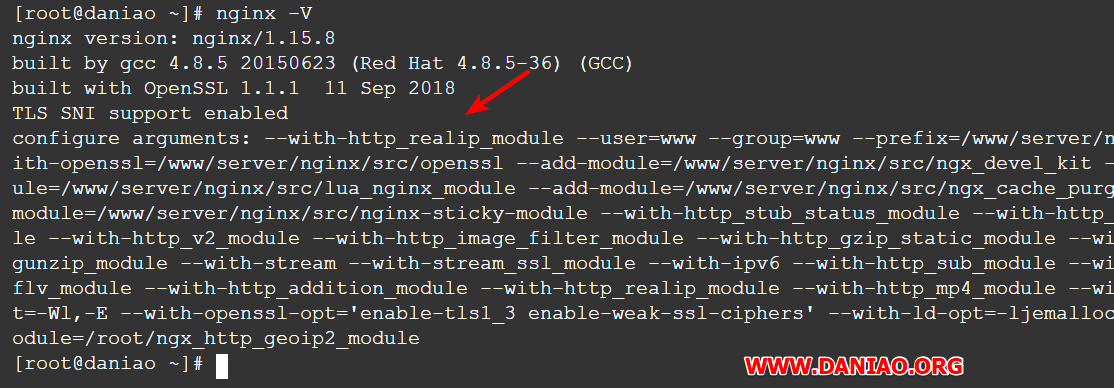 [root@daniao ~]# nginx -V
nginx version: nginx/1.15.8
built by gcc 4.8.5 20150623 (Red Hat 4.8.5-36) (GCC)
built with OpenSSL 1.1.1  11 Sep 2018
TLS SNI support enabled
configure arguments: --with-http_realip_module --user=www --group=www --prefix=/www/server/n
ith-openssl=/www/server/nginx/src/openssl --add-module=/www/server/nginx/src/ngx_devel_kit -
ule=/www/server/nginx/src/lua_nginx_module --add-module=/www/server/nginx/src/ngx_cache_purg
module=/www/server/nginx/src/nginx-sticky-module --with-http_stub_status_module --with-http_
le --with-http_v2_module --with-http_image_filter_module --with-http_gzip_static_module --wi
gunzip_module --with-stream --with-stream_ssl_module --with-ipv6 --with-http_sub_module --wi
flv_module --with-http_addition_module --with-http_realip_module --with-http_mp4_module --wi
t=-Wl,-E --with-openssl-opt='enable-tls1_3 enable-weak-ssl-ciphers' --with-ld-opt=-ljemalloc
odule=/root/ngx_http_geoip2_module
[root@daniao ~]#
WWW.DANIAO.ORG